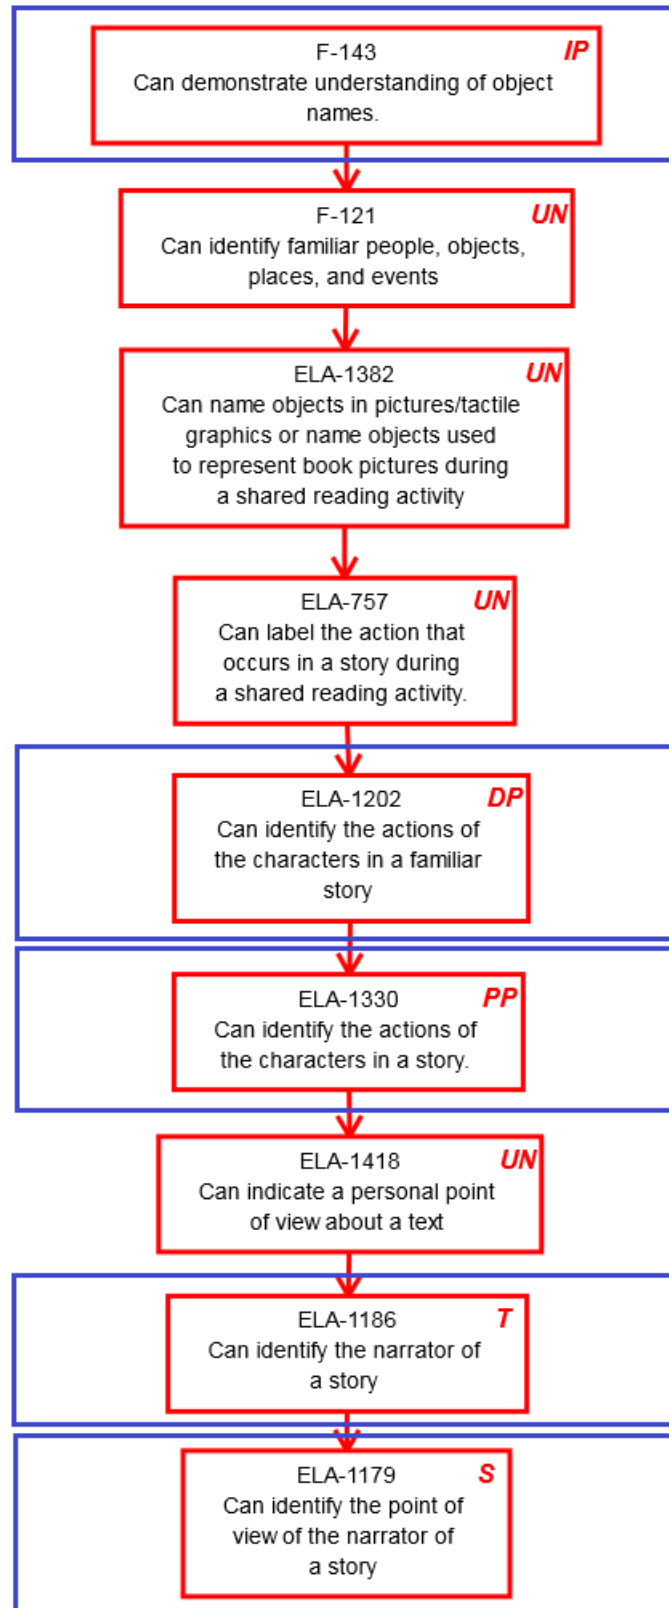 F-143 IP
Can demonstrate understanding of object
names.
F-121 UN
Can identify familiar people, objects,
places, and events
ELA-1382 UN
Can name objects in pictures/tactile
graphics or name objects used
to represent book pictures during
a shared reading activity
ELA-757 UN
Can label the action that
occurs in a story during
a shared reading activity.
ELA-1202 DP
Can identify the actions of
the characters in a familiar
story
ELA-1330 PP
Can identify the actions of
the characters in a story.
ELA-1418 UN
Can indicate a personal point
of view about a text
ELA-1186 T
Can identify the narrator of
a story
ELA-1179 S
Can identify the point of
view of the narrator of
a story